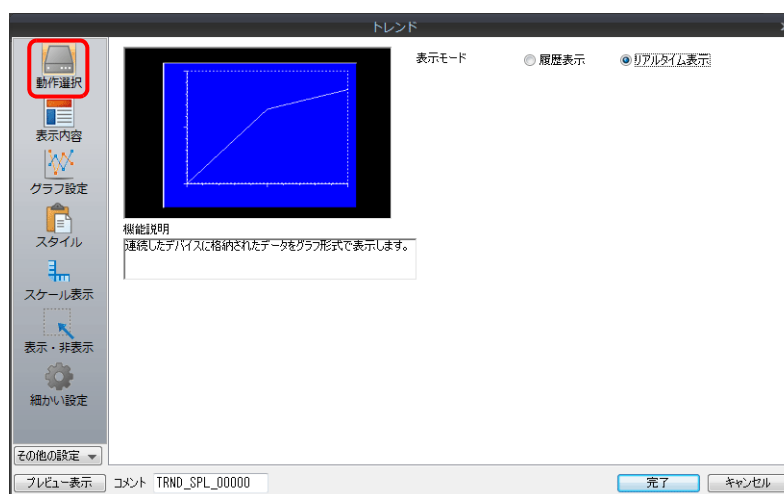 トレンド
動作選択
表示内容
グラフ設定
スタイル
スケール表示
表示・非表示
細かい設定
その他の設定
表示モード
履歴表示
リアルタイム表示
機能説明
連続したデバイスに格納されたデータをグラフ形式で表示します。
プレビュー表示
コメント TRND_SPL_00000
完了
キャンセル